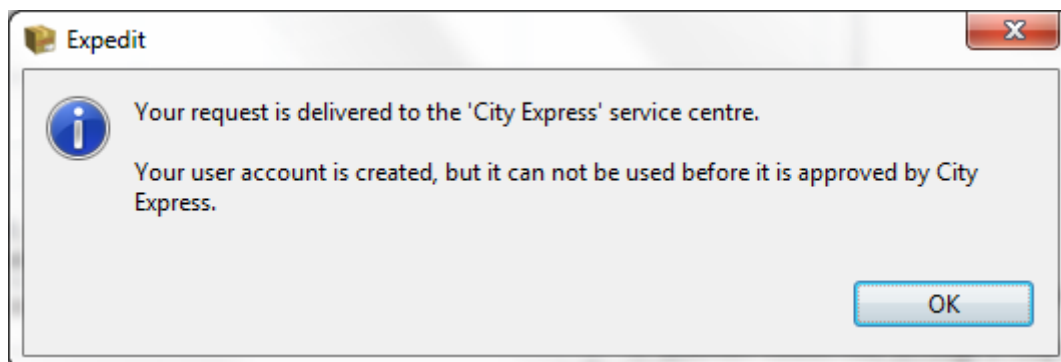 Expedit
Your request is delivered to the 'City Express' service centre.
Your user account is created, but it can not be used before it is approved by City
Express.
OK